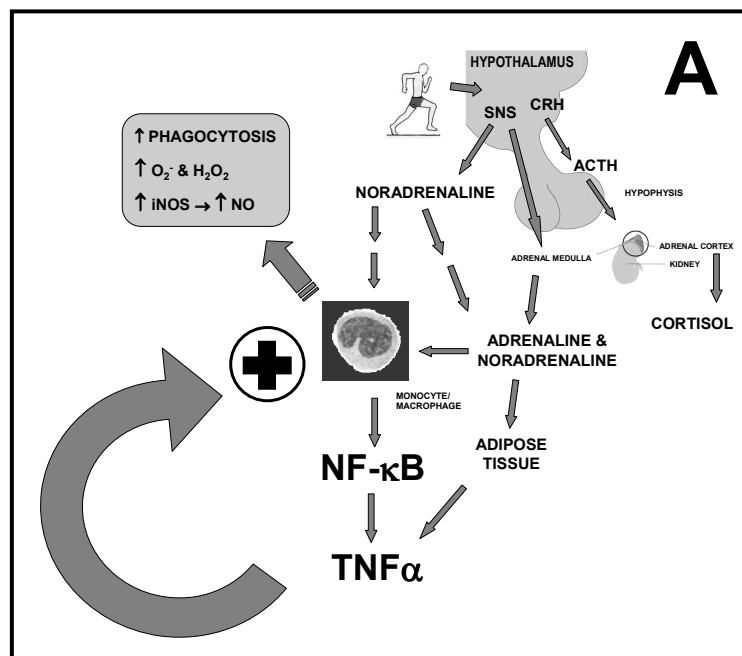 A
HYPOTHALAMUS
SNS
CRH
ACTH
HYPOPHYSIS
↑ PHAGOCYTOSIS
↑ O₂⁻ & H₂O₂
↑ iNOS → ↑ NO
NORADRENALINE
ADRENAL MEDULLA
ADRENAL CORTEX
KIDNEY
CORTISOL
ADRENALINE &
NORADRENALINE
MONOCYTE/
MACROPHAGE
ADIPOSE
TISSUE
NF-κB
TNFα